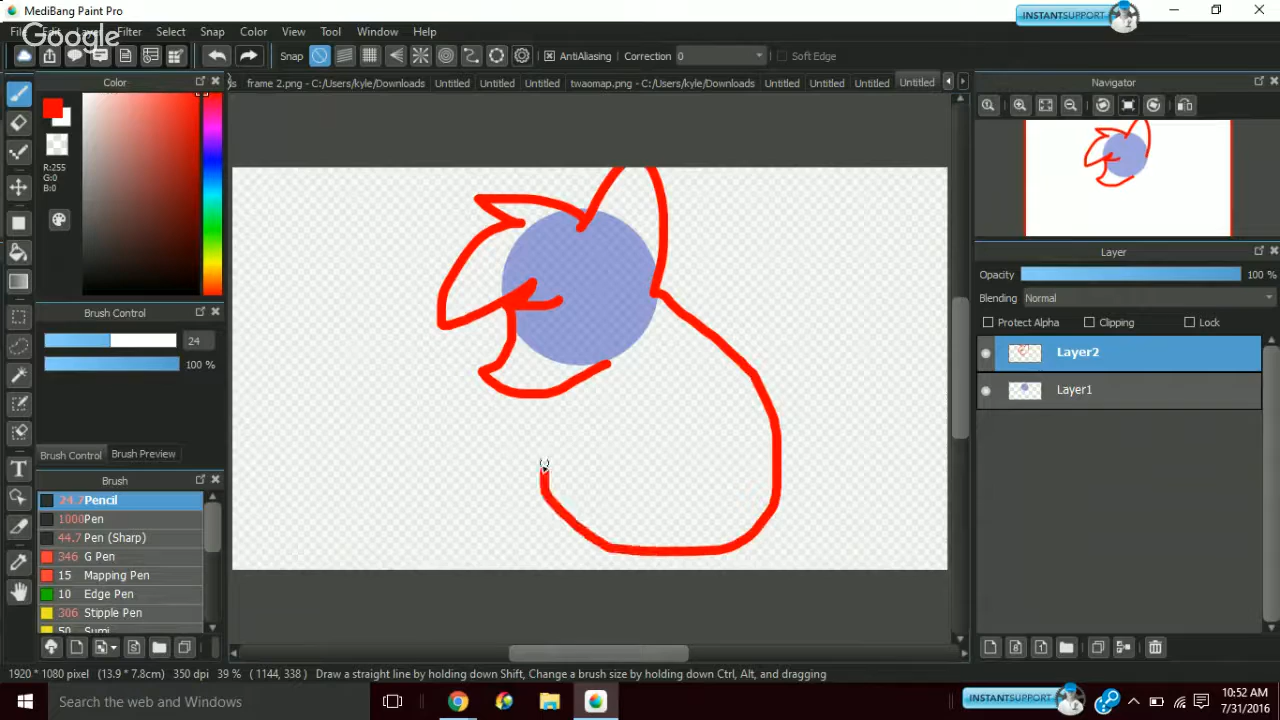 MediBang Paint Pro
INSTANTSUPPORT
File Edit Layer Filter Select Snap Color View Tool Window Help
Google
Snap AntiAliasing Correction 0 Soft Edge
Color
s frame 2.png - C:/Users/kyle/Downloads Untitled Untitled Untitled twaomap.png - C:/Users/kyle/Downloads Untitled Untitled Untitled Untitled
Navigator
R:255
G:0
B:0
Layer
Opacity 100 %
Blending Normal
Protect Alpha Clipping Lock
Brush Control
24
100 %
Layer2
Layer1
Brush Control Brush Preview
Brush
24.7 Pencil
1000 Pen
44.7 Pen (Sharp)
346 G Pen
15 Mapping Pen
10 Edge Pen
306 Stipple Pen
50 Sumi
1920 * 1080 pixel (13.9 * 7.8cm) 350 dpi 39 % ( 1144, 338 ) Draw a straight line by holding down Shift, Change a brush size by holding down Ctrl, Alt, and dragging
Search the web and Windows
INSTANTSUPPORT
10:52 AM
7/31/2016